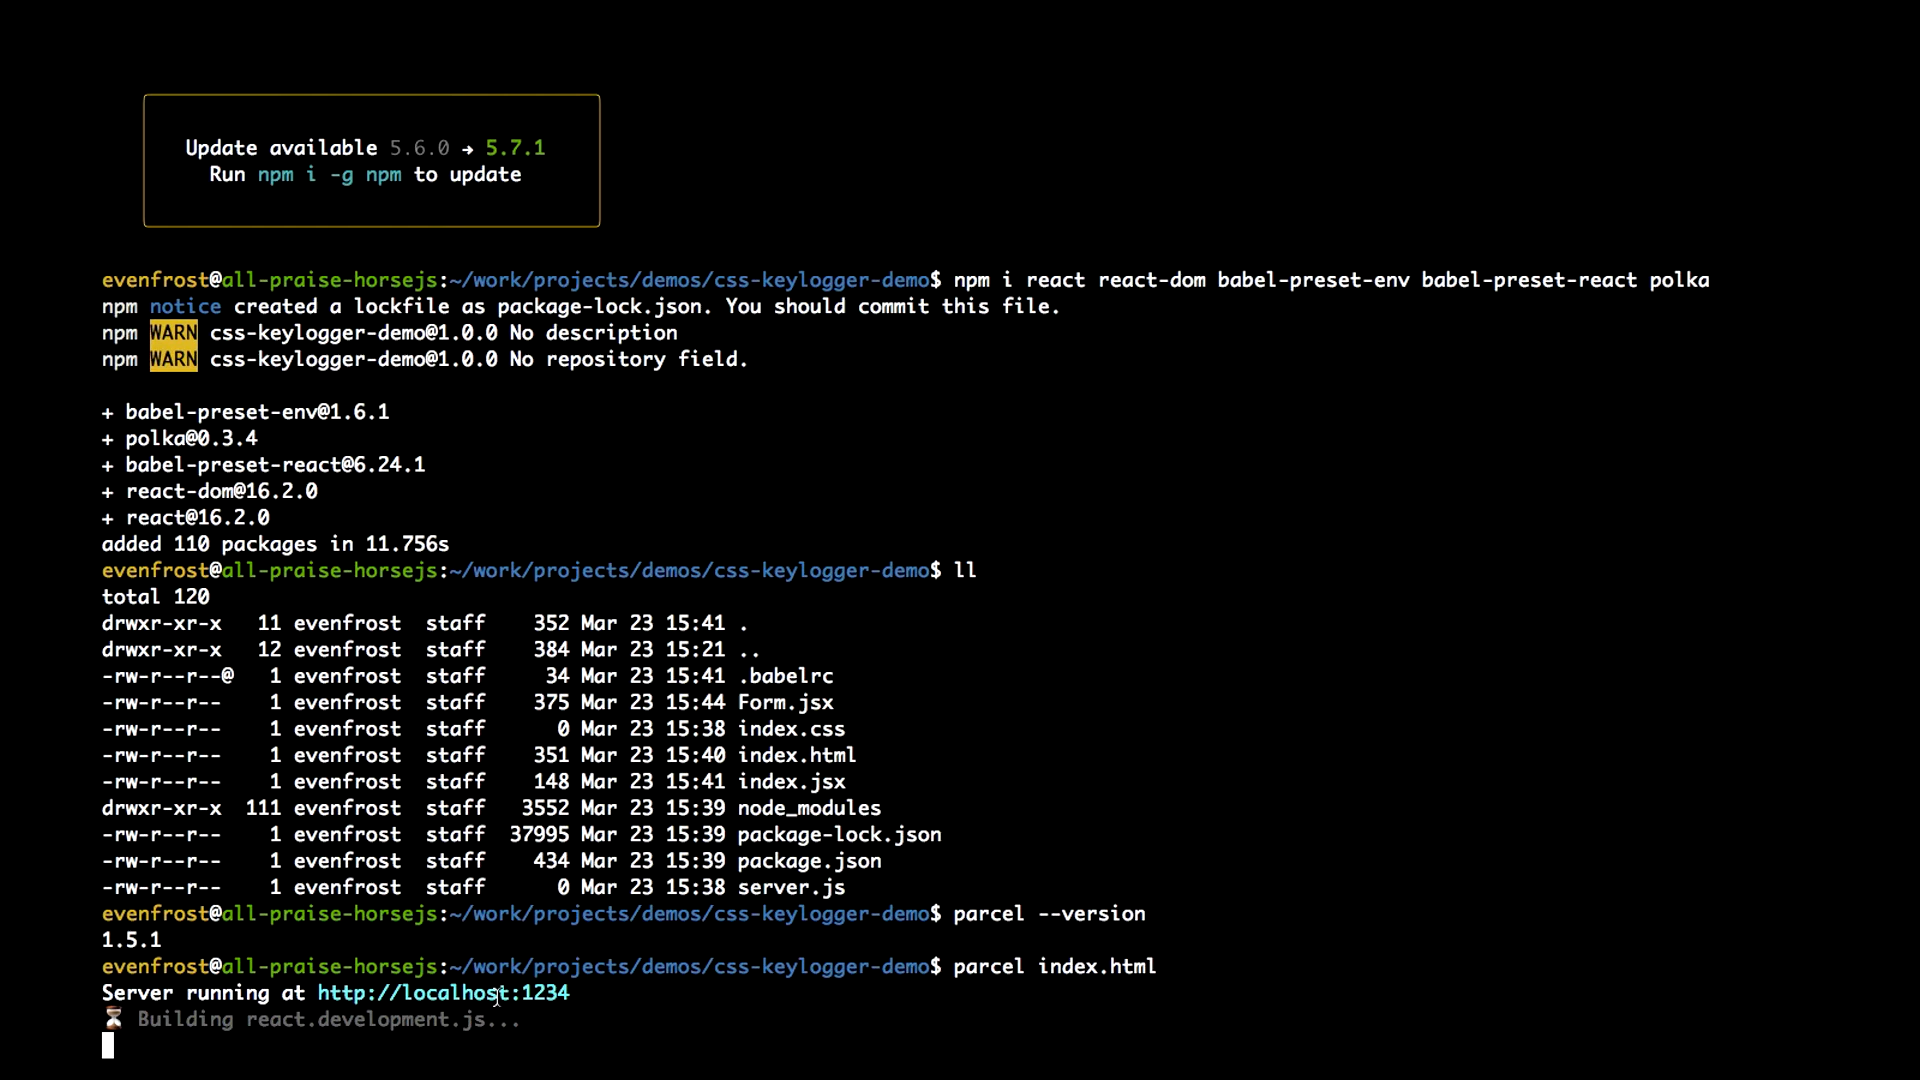 Update available 5.6.0 → 5.7.1
Run npm i -g npm to update
evenfrost@all-praise-horsejs:~/work/projects/demos/css-keylogger-demo$ npm i react react-dom babel-preset-env babel-preset-react polka
npm notice created a lockfile as package-lock.json. You should commit this file.
npm WARN css-keylogger-demo@1.0.0 No description
npm WARN css-keylogger-demo@1.0.0 No repository field.
+ babel-preset-env@1.6.1
+ polka@0.3.4
+ babel-preset-react@6.24.1
+ react-dom@16.2.0
+ react@16.2.0
added 110 packages in 11.756s
evenfrost@all-praise-horsejs:~/work/projects/demos/css-keylogger-demo$ ll
total 120
drwxr-xr-x   11 evenfrost  staff    352 Mar 23 15:41 .
drwxr-xr-x   12 evenfrost  staff    384 Mar 23 15:21 ..
-rw-r--r--@   1 evenfrost  staff     34 Mar 23 15:41 .babelrc
-rw-r--r--    1 evenfrost  staff    375 Mar 23 15:44 Form.jsx
-rw-r--r--    1 evenfrost  staff      0 Mar 23 15:38 index.css
-rw-r--r--    1 evenfrost  staff    351 Mar 23 15:40 index.html
-rw-r--r--    1 evenfrost  staff    148 Mar 23 15:41 index.jsx
drwxr-xr-x  111 evenfrost  staff   3552 Mar 23 15:39 node_modules
-rw-r--r--    1 evenfrost  staff  37995 Mar 23 15:39 package-lock.json
-rw-r--r--    1 evenfrost  staff    434 Mar 23 15:39 package.json
-rw-r--r--    1 evenfrost  staff      0 Mar 23 15:38 server.js
evenfrost@all-praise-horsejs:~/work/projects/demos/css-keylogger-demo$ parcel --version
1.5.1
evenfrost@all-praise-horsejs:~/work/projects/demos/css-keylogger-demo$ parcel index.html
Server running at http://localhost:1234
⏳ Building react.development.js...